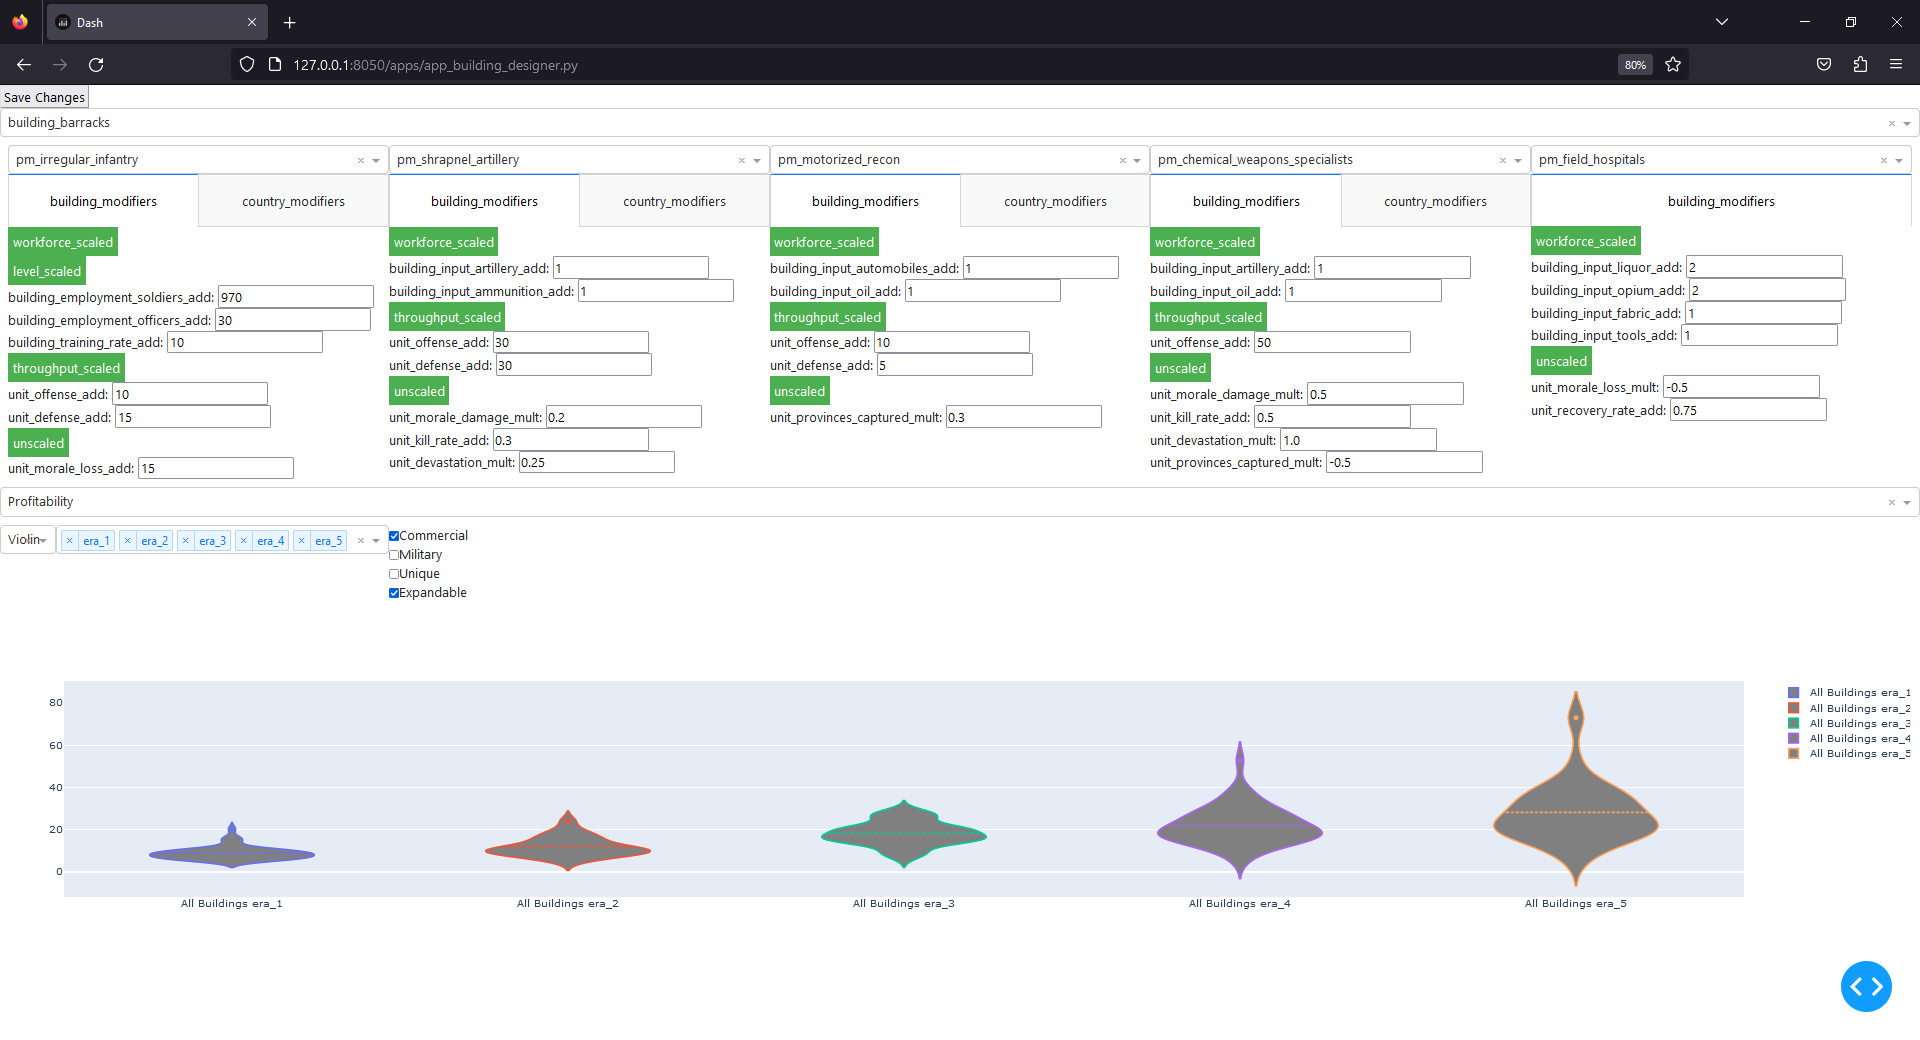 Dash
127.0.0.1:8050/apps/app_building_designer.py
80%
Save Changes
building_barracks
pm_irregular_infantry
pm_shrapnel_artillery
pm_motorized_recon
pm_chemical_weapons_specialists
pm_field_hospitals
building_modifiers
country_modifiers
building_modifiers
country_modifiers
building_modifiers
country_modifiers
building_modifiers
country_modifiers
building_modifiers
workforce_scaled
level_scaled
building_employment_soldiers_add: 970
building_employment_officers_add: 30
building_training_rate_add: 10
throughput_scaled
unit_offense_add: 10
unit_defense_add: 15
unscaled
unit_morale_loss_add: 15
workforce_scaled
building_input_artillery_add: 1
building_input_ammunition_add: 1
throughput_scaled
unit_offense_add: 30
unit_defense_add: 30
unscaled
unit_morale_damage_mult: 0.2
unit_kill_rate_add: 0.3
unit_devastation_mult: 0.25
workforce_scaled
building_input_automobiles_add: 1
building_input_oil_add: 1
throughput_scaled
unit_offense_add: 10
unit_defense_add: 5
unscaled
unit_provinces_captured_mult: 0.3
workforce_scaled
building_input_artillery_add: 1
building_input_oil_add: 1
throughput_scaled
unit_offense_add: 50
unscaled
unit_morale_damage_mult: 0.5
unit_kill_rate_add: 0.5
unit_devastation_mult: 1.0
unit_provinces_captured_mult: -0.5
workforce_scaled
building_input_liquor_add: 2
building_input_opium_add: 2
building_input_fabric_add: 1
building_input_tools_add: 1
unscaled
unit_morale_loss_mult: -0.5
unit_recovery_rate_add: 0.75
Profitability
Violin
× era_1 × era_2 × era_3 × era_4 × era_5
Commercial
Military
Unique
Expandable
80
60
40
20
0
All Buildings era_1
All Buildings era_2
All Buildings era_3
All Buildings era_4
All Buildings era_5
All Buildings era_1
All Buildings era_2
All Buildings era_3
All Buildings era_4
All Buildings era_5